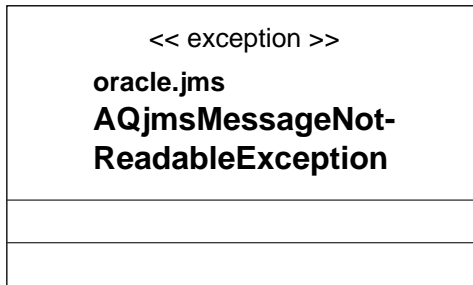 << exception >>
oracle.jms
AQjmsMessageNot-
ReadableException